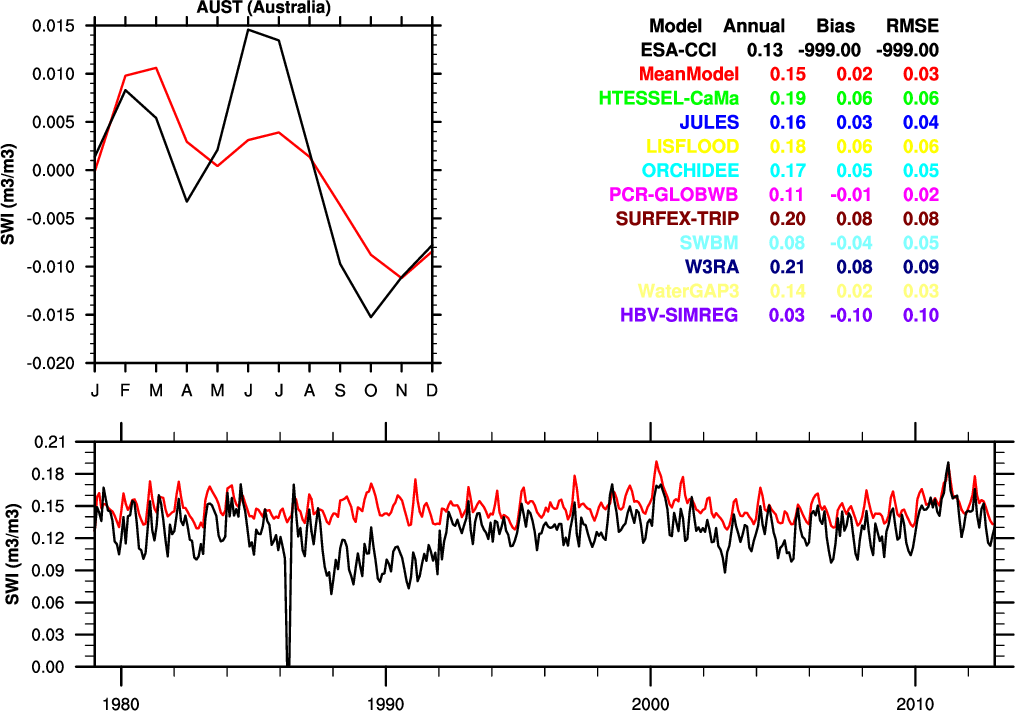 AUST (Australia)
0.015
0.010
0.005
0.000
-0.005
-0.010
-0.015
-0.020
SWI (m3/m3)
J F M A M J J A S O N D
Model Annual Bias RMSE
ESA-CCI 0.13 -999.00 -999.00
MeanModel 0.15 0.02 0.03
HTESSEL-CaMa 0.19 0.06 0.06
JULES 0.16 0.03 0.04
LISFLOOD 0.18 0.06 0.06
ORCHIDEE 0.17 0.05 0.05
PCR-GLOBWB 0.11 -0.01 0.02
SURFEX-TRIP 0.20 0.08 0.08
SWBM 0.08 -0.04 0.05
W3RA 0.21 0.08 0.09
WaterGAP3 0.14 0.02 0.03
HBV-SIMREG 0.03 -0.10 0.10
0.21
0.18
0.15
0.12
0.09
0.06
0.03
0.00
SWI (m3/m3)
1980 1990 2000 2010